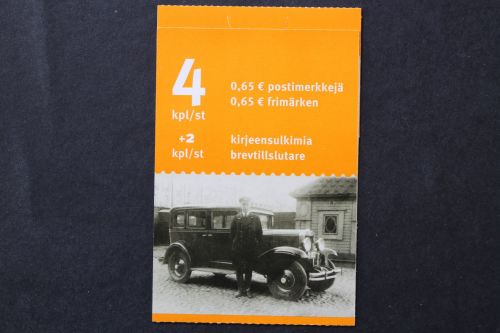 4
kpl/st
0,65 € postimerkkejä
0,65 € frimärken
+2
kpl/st
kirjeensulkimia
brevtillslutare